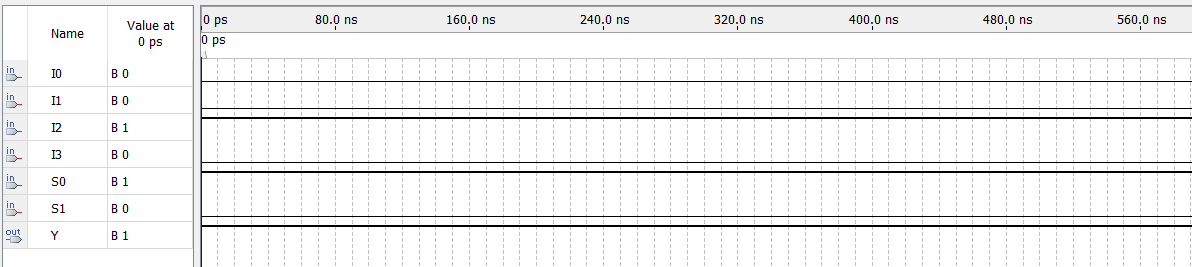 Name Value at 0 ps 0 ps 80.0 ns 160.0 ns 240.0 ns 320.0 ns 400.0 ns 480.0 ns 560.0 ns
0 ps
in I0 B 0
in I1 B 0
in I2 B 1
in I3 B 0
in S0 B 1
in S1 B 0
out Y B 1